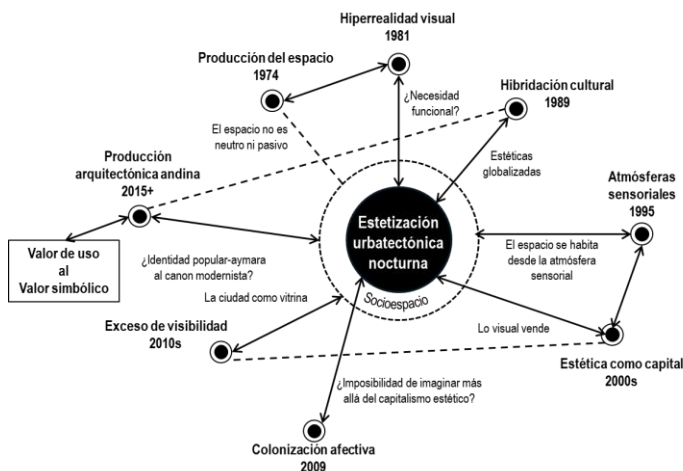 Hiperrealidad visual
1981
Producción del espacio
1974
¿Necesidad
funcional?
Hibridación cultural
1989
El espacio no es
neutro ni pasivo
Estéticas
globalizadas
Producción
arquitectónica andina
2015+
Atmósferas
sensoriales
1995
Estetización
urbatectónica
nocturna
Valor de uso
al
Valor simbólico
¿Identidad popular-aymara
al canon modernista?
El espacio se habita
desde la atmósfera
sensorial
La ciudad como vitrina
Socioespacio
Exceso de visibilidad
2010s
Lo visual vende
Estética como capital
2000s
¿Imposibilidad de imaginar más
allá del capitalismo estético?
Colonización afectiva
2009